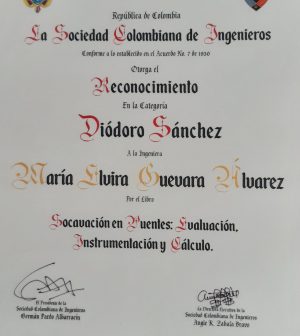 República de Colombia
La Sociedad Colombiana de Ingenieros
Conforme a lo establecido en el Acuerdo No. 7 de 1930
Otorga el
Reconocimiento
En la Categoría
Diódoro Sánchez
A la Ingeniera
María Elvira Guevara Álvarez
Por el Libro
Socavación en Puentes: Evaluación,
Instrumentación y Cálculo.
El Presidente de la
Sociedad Colombiana de Ingenieros
Germán Pardo Albarracín
La Directora Ejecutiva de la
Sociedad Colombiana de Ingenieros
Angie K. Zabala Bravo